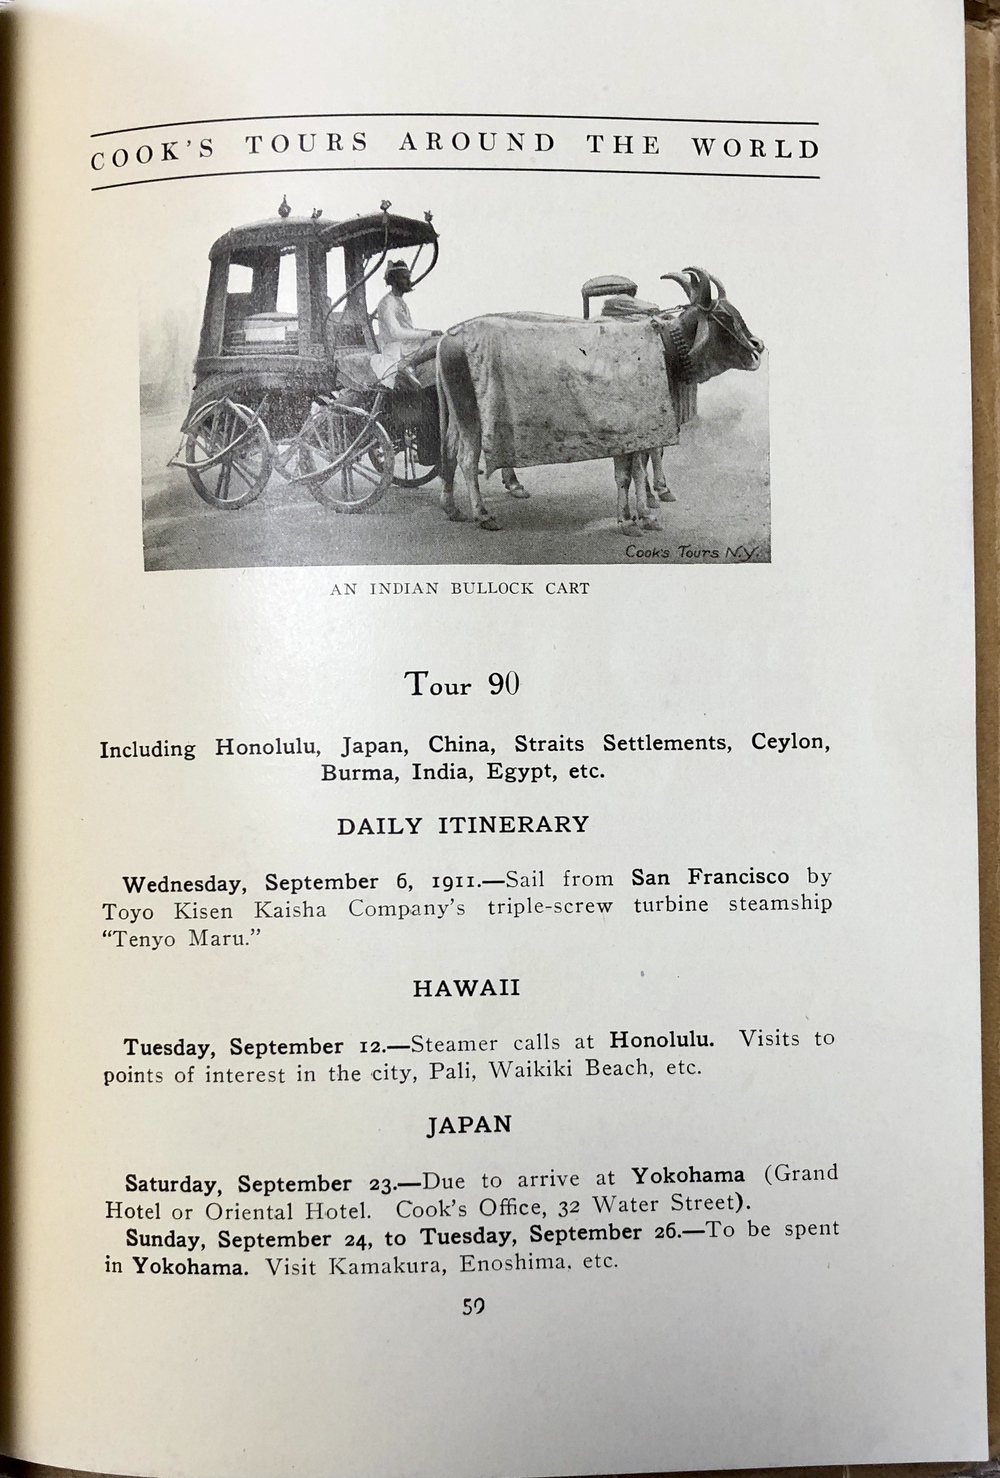 COOK'S TOURS AROUND THE WORLD
Cook's Tours N.Y.
AN INDIAN BULLOCK CART
Tour 90
Including Honolulu, Japan, China, Straits Settlements, Ceylon,
Burma, India, Egypt, etc.
DAILY ITINERARY
Wednesday, September 6, 1911.—Sail from San Francisco by
Toyo Kisen Kaisha Company's triple-screw turbine steamship
“Tenyo Maru.”
HAWAII
Tuesday, September 12.—Steamer calls at Honolulu. Visits to
points of interest in the city, Pali, Waikiki Beach, etc.
JAPAN
Saturday, September 23.—Due to arrive at Yokohama (Grand
Hotel or Oriental Hotel. Cook's Office, 32 Water Street).
Sunday, September 24, to Tuesday, September 26.—To be spent
in Yokohama. Visit Kamakura, Enoshima, etc.
59